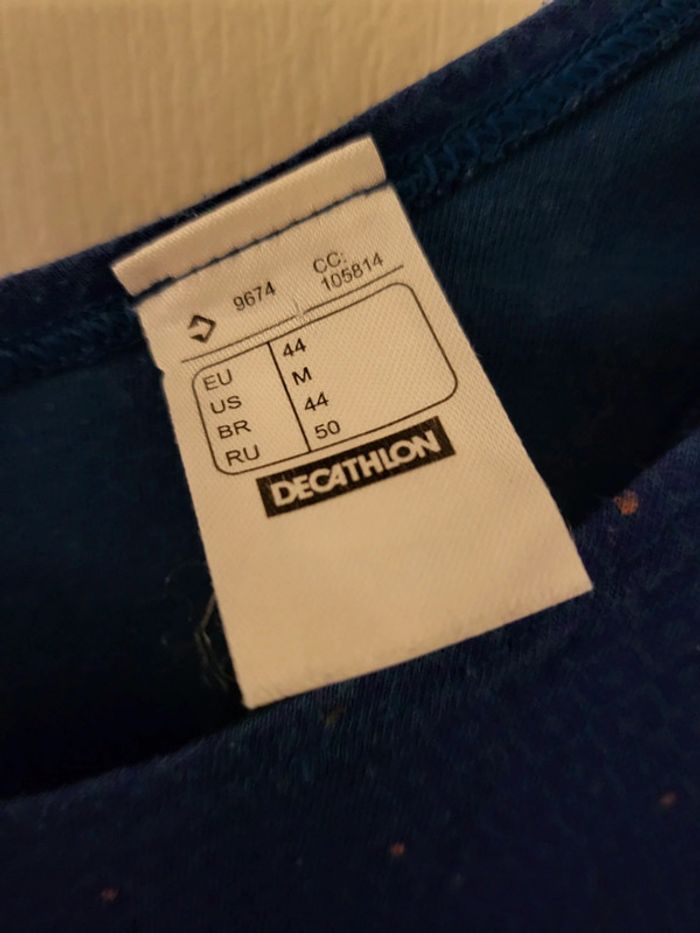 9674 CC: 105814
EU 44
US M
BR 44
RU 50
DECATHLON